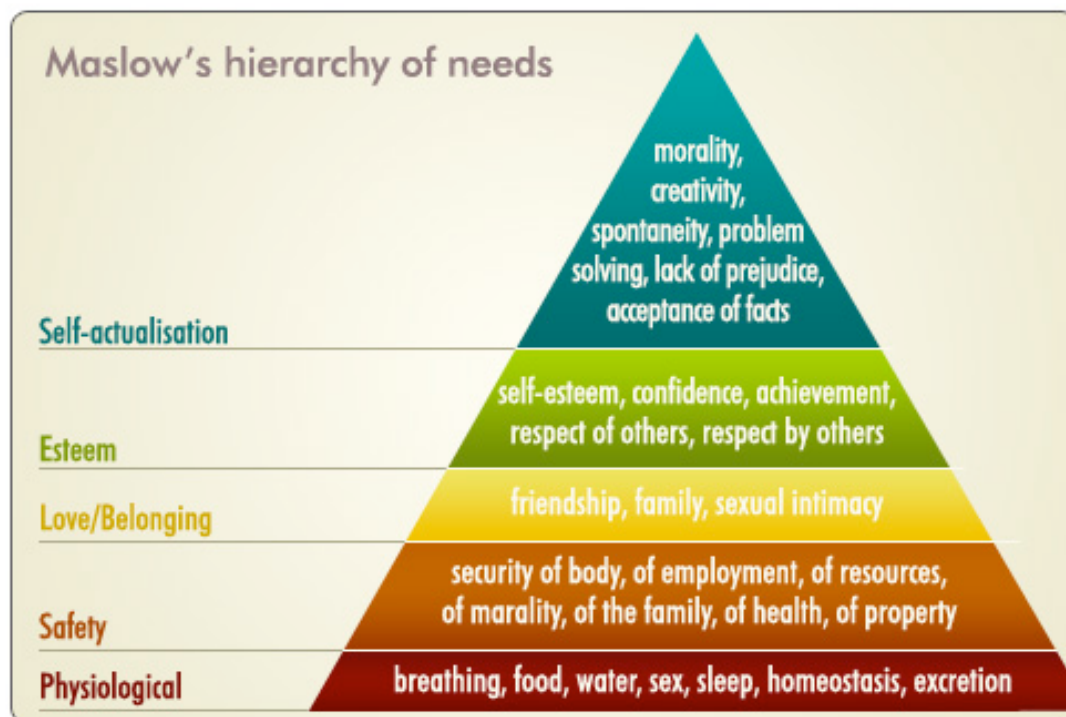 Maslow's hierarchy of needs
morality,
creativity,
spontaneity, problem
solving, lack of prejudice,
acceptance of facts
Self-actualisation
self-esteem, confidence, achievement,
respect of others, respect by others
Esteem
friendship, family, sexual intimacy
Love/Belonging
security of body, of employment, of resources,
of marality, of the family, of health, of property
Safety
breathing, food, water, sex, sleep, homeostasis, excretion
Physiological